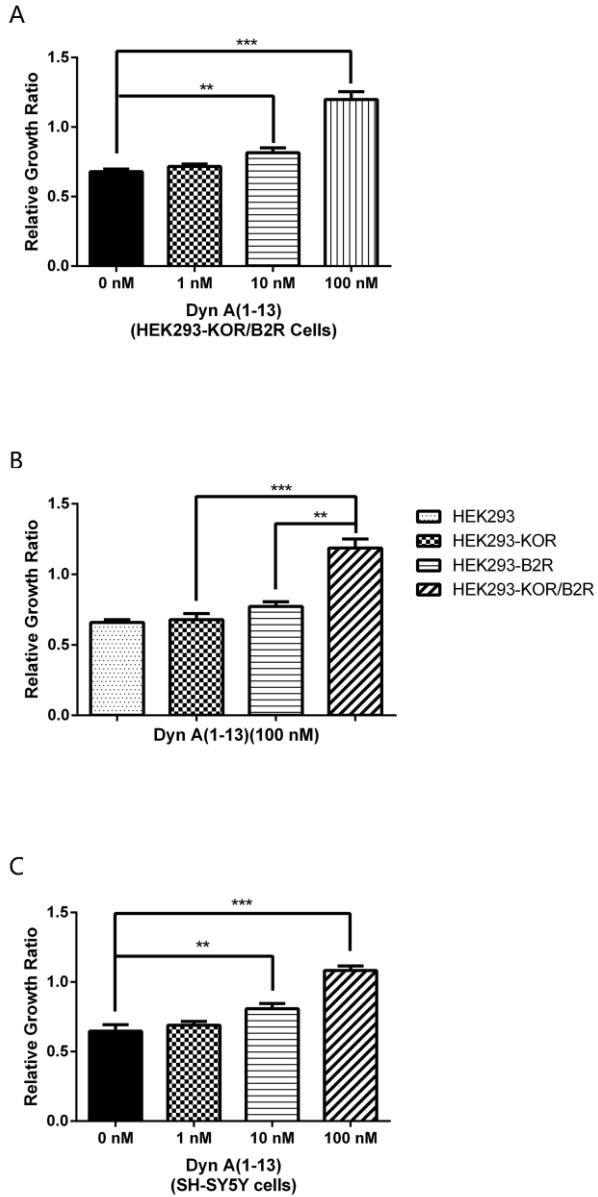 A
***
1.5
**
1.0
0.5
0.0
Relative Growth Ratio
0 nM 1 nM 10 nM 100 nM
Dyn A(1-13)
(HEK293-KOR/B2R Cells)
B
***
1.5
**
1.0
0.5
0.0
Relative Growth Ratio
Dyn A(1-13)(100 nM)
HEK293
HEK293-KOR
HEK293-B2R
HEK293-KOR/B2R
C
***
1.5
**
1.0
0.5
0.0
Relative Growth Ratio
0 nM 1 nM 10 nM 100 nM
Dyn A(1-13)
(SH-SY5Y cells)